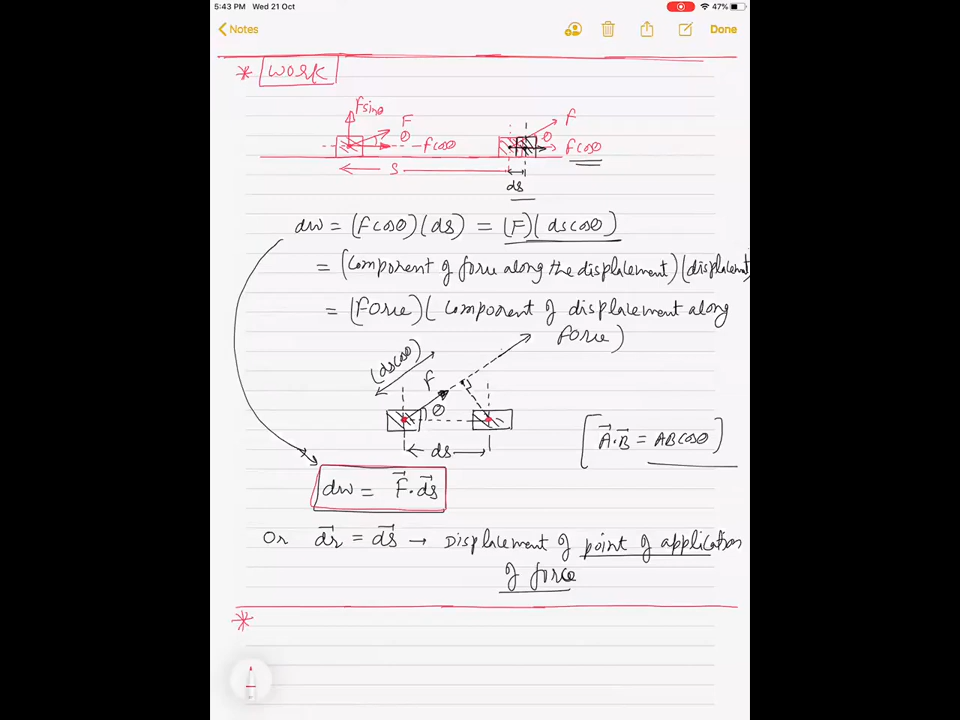 5:43 PM Wed 21 Oct 47%
Notes Done
* WORK
Fsinθ
F
θ
fcosθ
f
θ
fcosθ
S
ds
dw = (fcosθ)(ds) = (F)(dscosθ)
= (Component of force along the displacement)(displacement)
= (Force)(Component of displacement along
force)
(dscosθ)
F
θ
ds
[A⃗·B⃗ = ABcosθ]
dw = F⃗·ds⃗
Or dr⃗ = ds⃗ → Displacement of point of application
of force
*